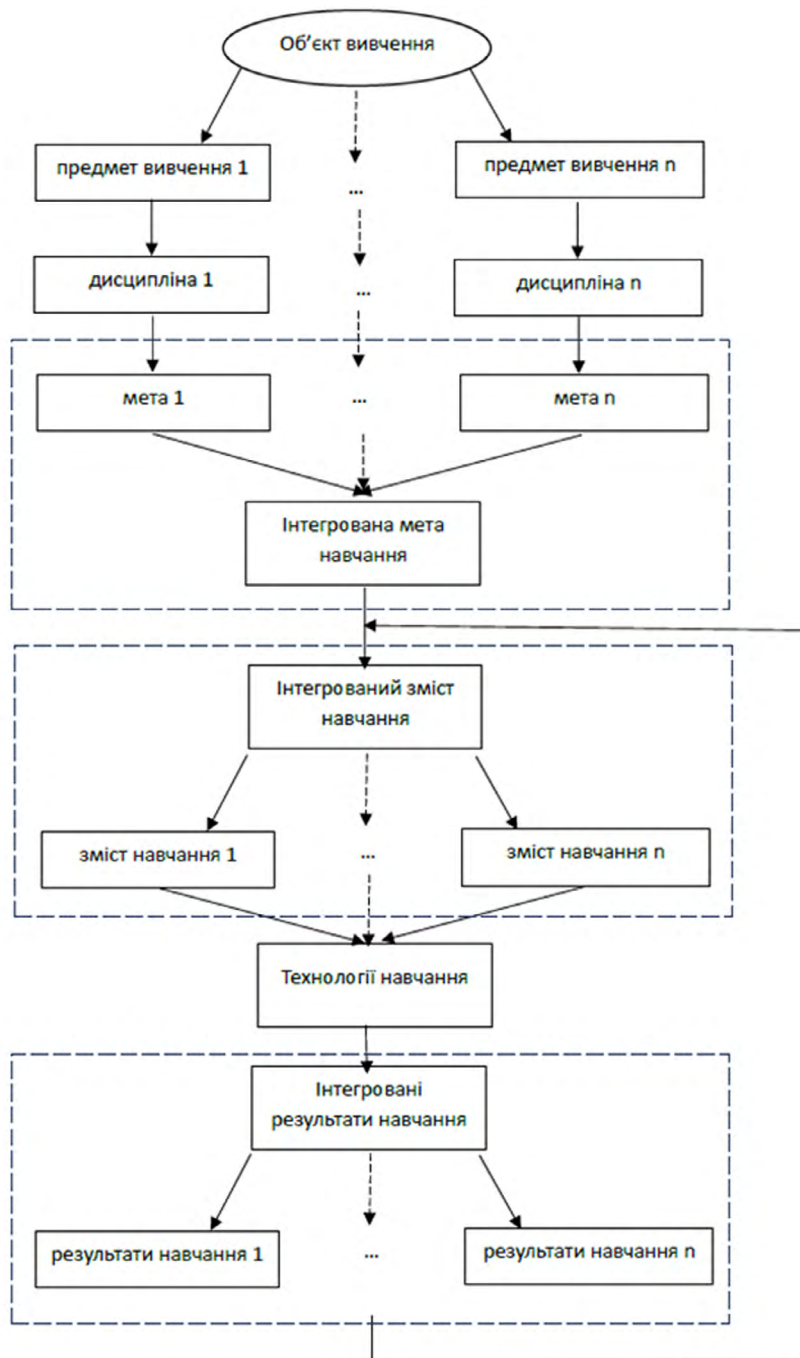 Об’єкт вивчення
предмет вивчення 1
...
предмет вивчення n
дисципліна 1
...
дисципліна n
мета 1
...
мета n
Інтегрована мета
навчання
Інтегрований зміст
навчання
зміст навчання 1
...
зміст навчання n
Технології навчання
Інтегровані
результати навчання
результати навчання 1
...
результати навчання n